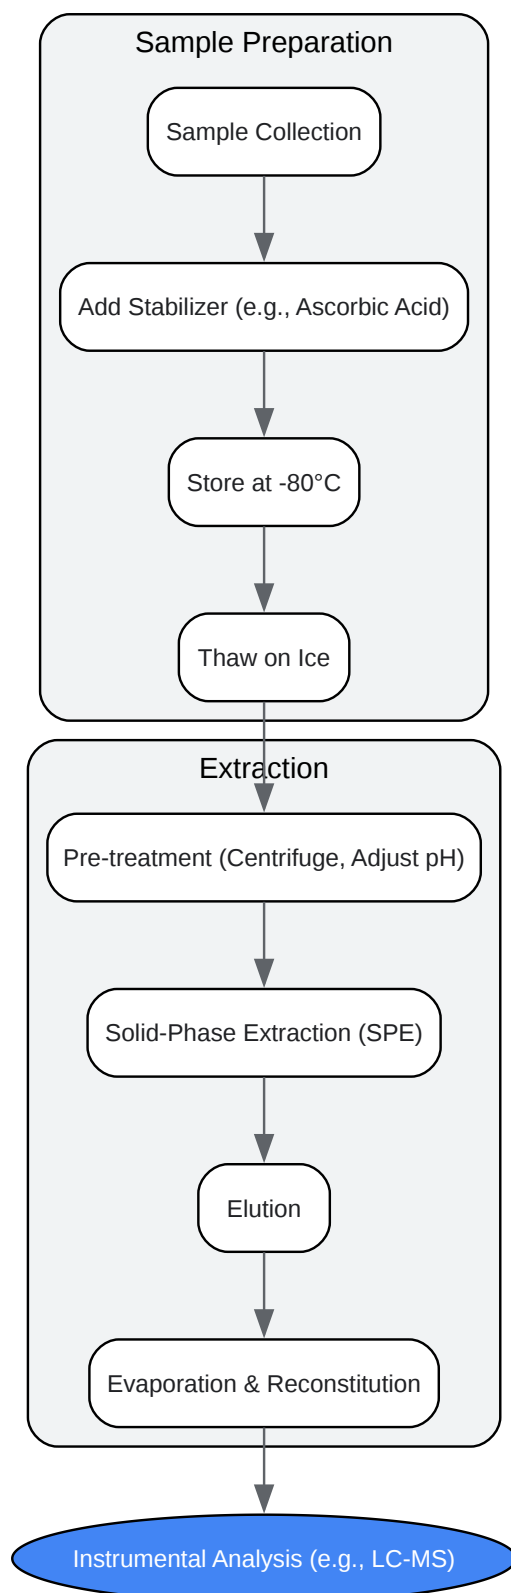 Sample Preparation
Sample Collection
Add Stabilizer (e.g., Ascorbic Acid)
Store at -80°C
Thaw on Ice
Extraction
Pre-treatment (Centrifuge, Adjust pH)
Solid-Phase Extraction (SPE)
Elution
Evaporation & Reconstitution
Instrumental Analysis (e.g., LC-MS)